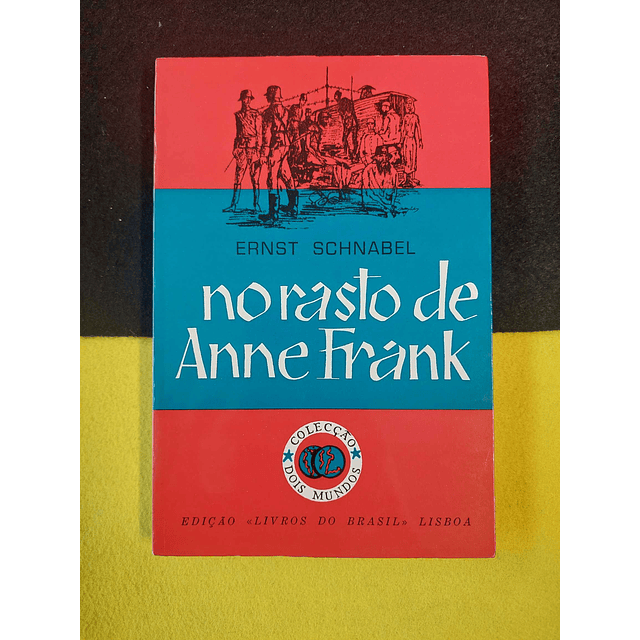 ERNST SCHNABEL
no rasto de
Anne Frank
COLECÇÃO
DOIS MUNDOS
EDIÇÃO «LIVROS DO BRASIL» LISBOA